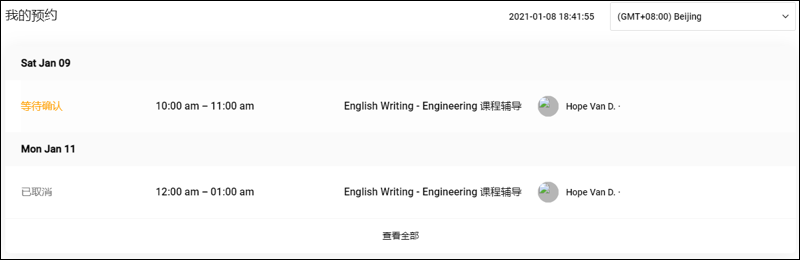 我的预约 2021-01-08 18:41:55 (GMT+08:00) Beijing
Sat Jan 09
等待确认 10:00 am – 11:00 am English Writing - Engineering 课程辅导 Hope Van D. ·
Mon Jan 11
已取消 12:00 am – 01:00 am English Writing - Engineering 课程辅导 Hope Van D. ·
查看全部